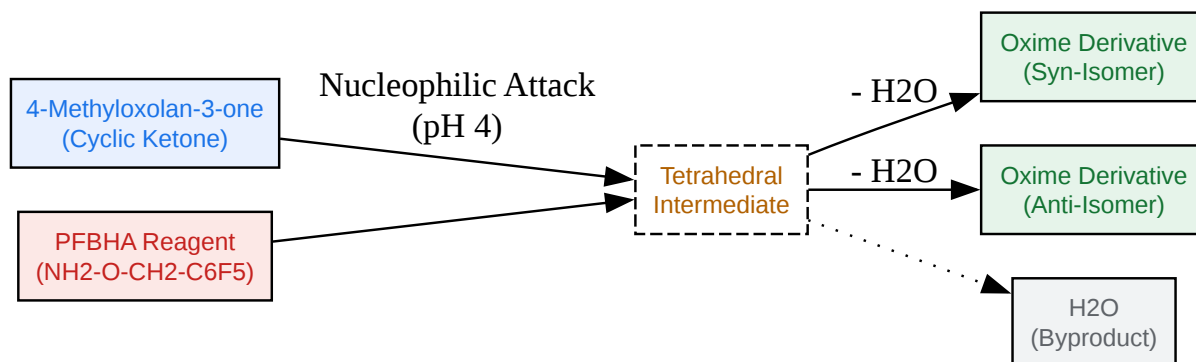 4-Methyloxolan-3-one
(Cyclic Ketone)
PFBHA Reagent
(NH2-O-CH2-C6F5)
Nucleophilic Attack
(pH 4)
Tetrahedral
Intermediate
- H2O
- H2O
Oxime Derivative
(Syn-Isomer)
Oxime Derivative
(Anti-Isomer)
H2O
(Byproduct)